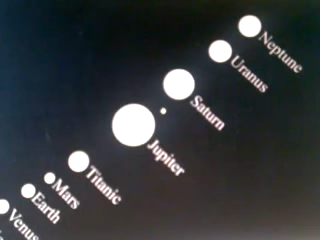 Neptune
Uranus
Saturn
Jupiter
Titanic
Mars
Earth
Venus